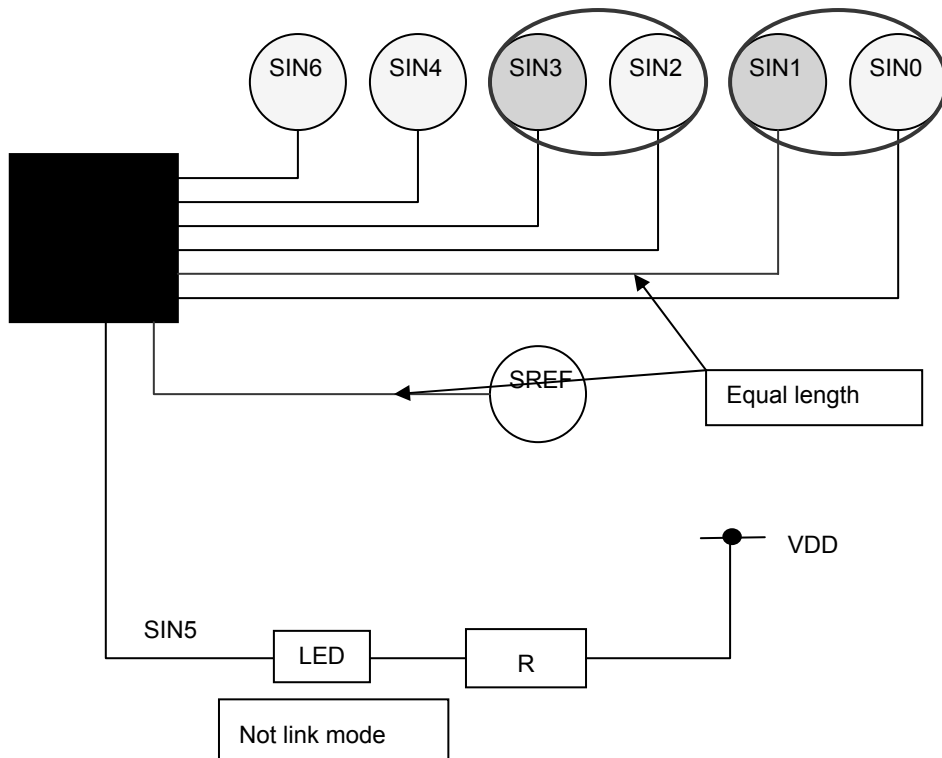 SIN6
SIN4
SIN3
SIN2
SIN1
SIN0
SREF
Equal length
VDD
SIN5
LED
R
Not link mode